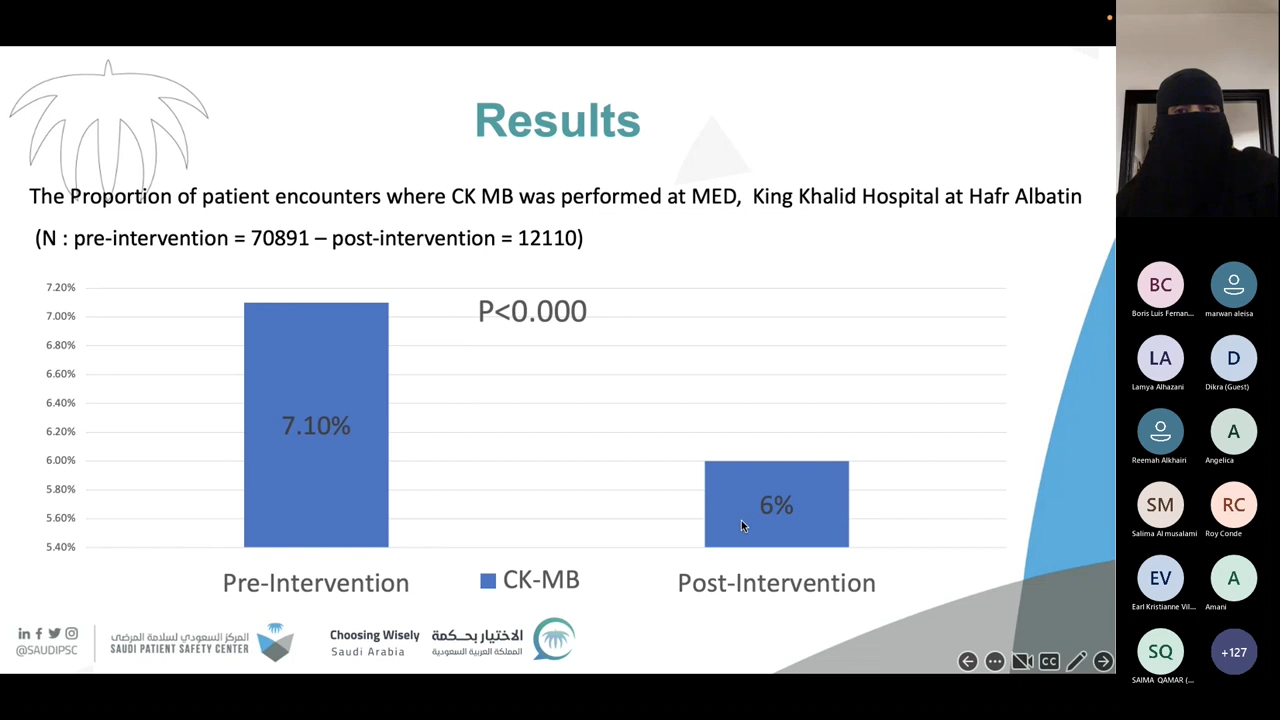 Results
The Proportion of patient encounters where CK MB was performed at MED, King Khalid Hospital at Hafr Albatin
(N : pre-intervention = 70891 – post-intervention = 12110)
7.20%
7.00%
6.80%
6.60%
6.40%
6.20%
6.00%
5.80%
5.60%
5.40%
P<0.000
7.10%
6%
Pre-Intervention
CK-MB
Post-Intervention
@SAUDIPSC
المركز السعودي لسلامة المرضى
SAUDI PATIENT SAFETY CENTER
Choosing Wisely
Saudi Arabia
الاختيار بحكمة
المملكة العربية السعودية
CC
BC
Boris Luis Fernan...
marwan aleisa
LA
Lamya Alhazani
D
Dikra (Guest)
Reemah Alkhairi
A
Angelica
SM
Salima Al musalami
RC
Roy Conde
EV
Earl Kristianne Vil...
A
Amani
SQ
SAIMA QAMAR (...
+127